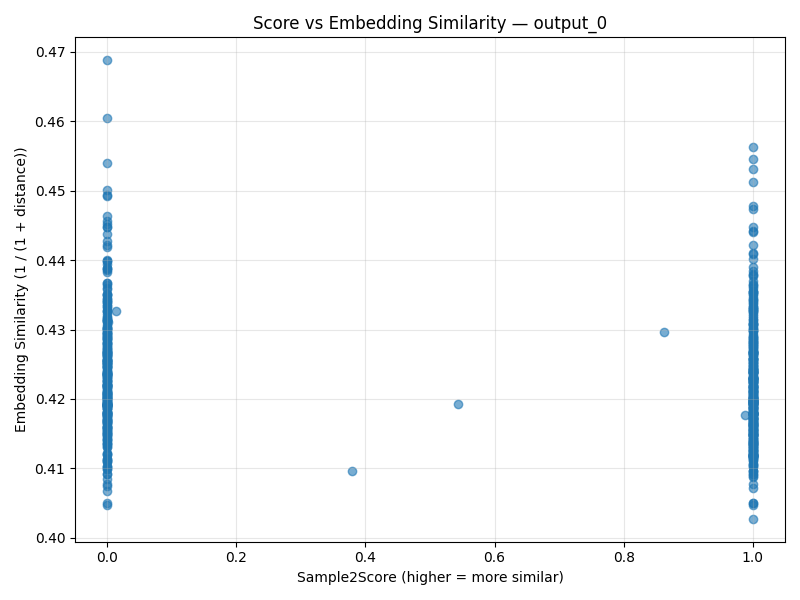 Score vs Embedding Similarity — output_0
Embedding Similarity (1 / (1 + distance))
0.47
0.46
0.45
0.44
0.43
0.42
0.41
0.40
0.0 0.2 0.4 0.6 0.8 1.0
Sample2Score (higher = more similar)